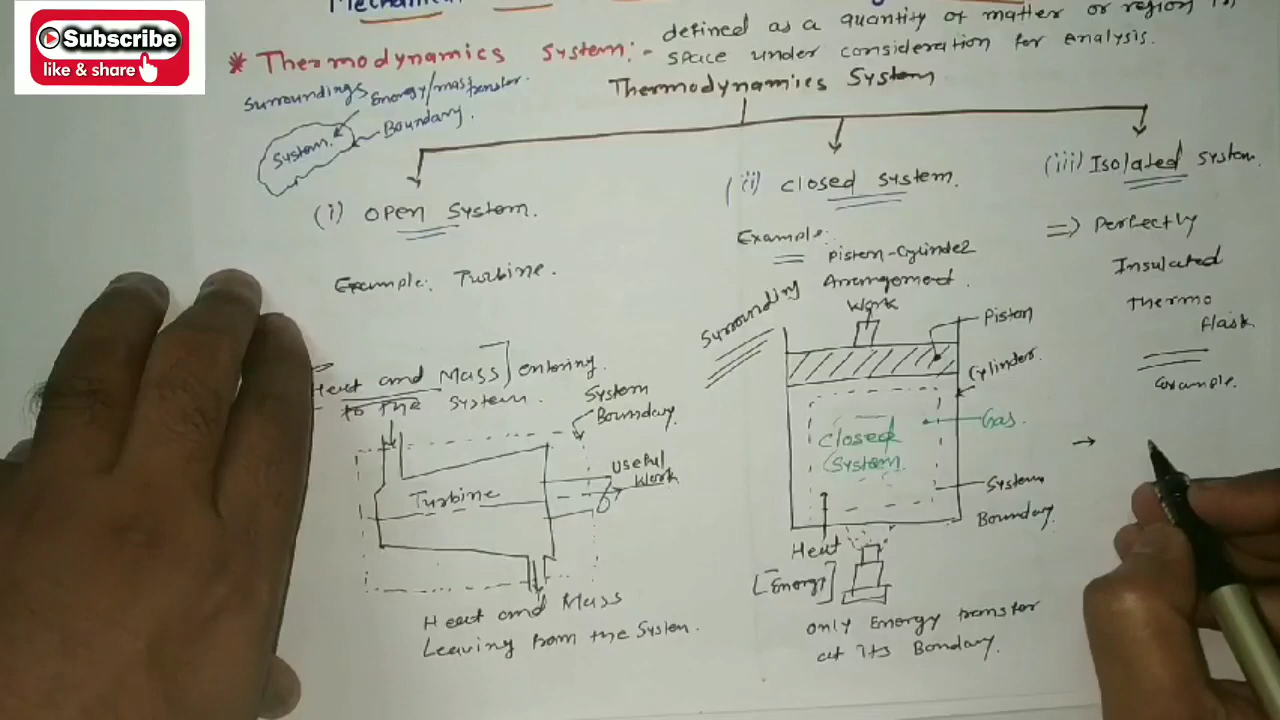 Subscribe
like & share
Mechanical
* Thermodynamics System:- defined as a quantity of matter or region in
space under consideration for analysis.
Surroundings Energy/mass transfer.
System.
Boundary.
Thermodynamics System
(i) Open System.
Example: Turbine.
Heat and Mass] entering
to the System.
System
Boundary.
Turbine
Useful
Work
Heat and Mass
Leaving from the System.
(ii) Closed System.
Example:
Piston-Cylinder
Arrangement.
Surrounding
Work
Piston
Cylinder.
Gas.
Closed
System.
System
Boundary.
Heat
[Energy]
only Energy transfer
at Its Bondary.
(iii) Isolated System.
=> Perfectly
Insulated
Thermo
flask
Example.
→